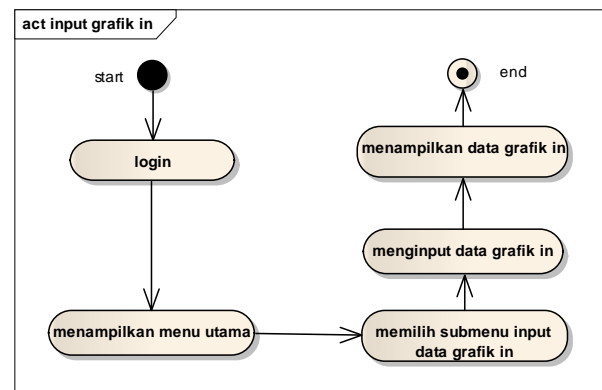 act input grafik in
start
login
menampilkan menu utama
memilih submenu input
data grafik in
menginput data grafik in
menampilkan data grafik in
end